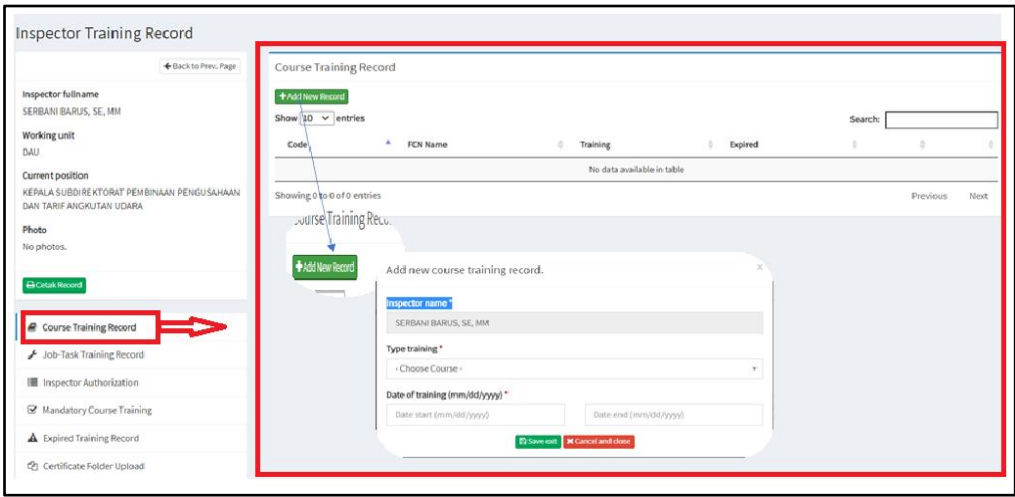 Inspector Training Record
Back to Prev. Page
Inspector fullname
SERBANI BARUS, SE, MM
Working unit
DAU
Current position
KEPALA SUBDIREKTORAT PEMBINAAN PENGUSAHAAN
DAN TARIF ANGKUTAN UDARA
Photo
No photos.
Cetak Record
Course Training Record
Job-Task Training Record
Inspector Authorization
Mandatory Course Training
Expired Training Record
Certificate Folder Upload
Course Training Record
+Add New Record
Show 10 entries Search:
Code FCN Name Training Expired
No data available in table
Showing 0 to 0 of 0 entries Previous Next
Course Training Reco
+Add New Record
Add new course training record. ×
Inspector name *
SERBANI BARUS, SE, MM
Type training *
- Choose Course -
Date of training (mm/dd/yyyy) *
Date start (mm/dd/yyyy) Date end (mm/dd/yyyy)
Save exit Cancel and close